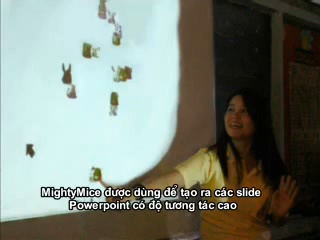 MightyMice được dùng để tạo ra các slide
Powerpoint có độ tương tác cao